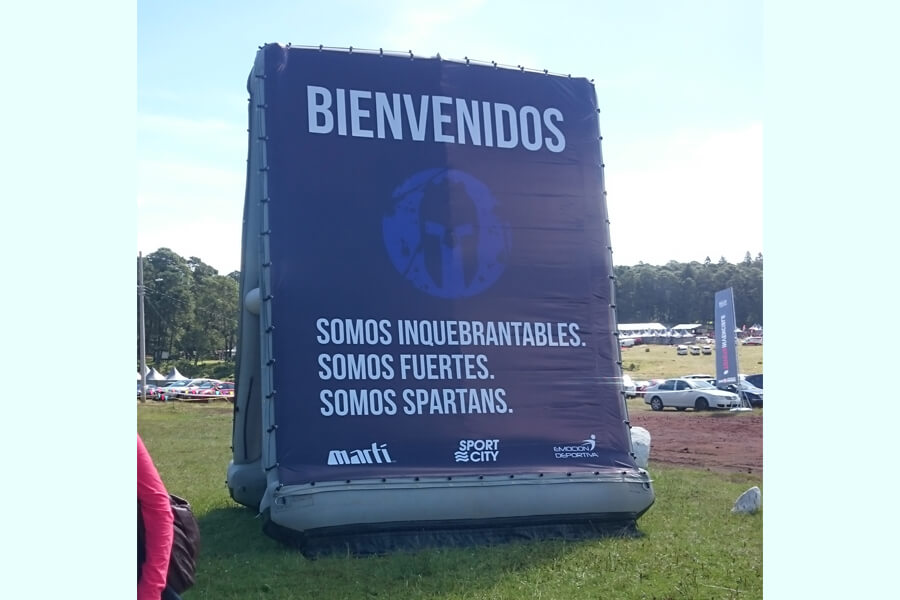 BIENVENIDOS
SOMOS INQUEBRANTABLES.
SOMOS FUERTES.
SOMOS SPARTANS.
martí
SPORT
CITY
EMOCIÓN
DEPORTIVA